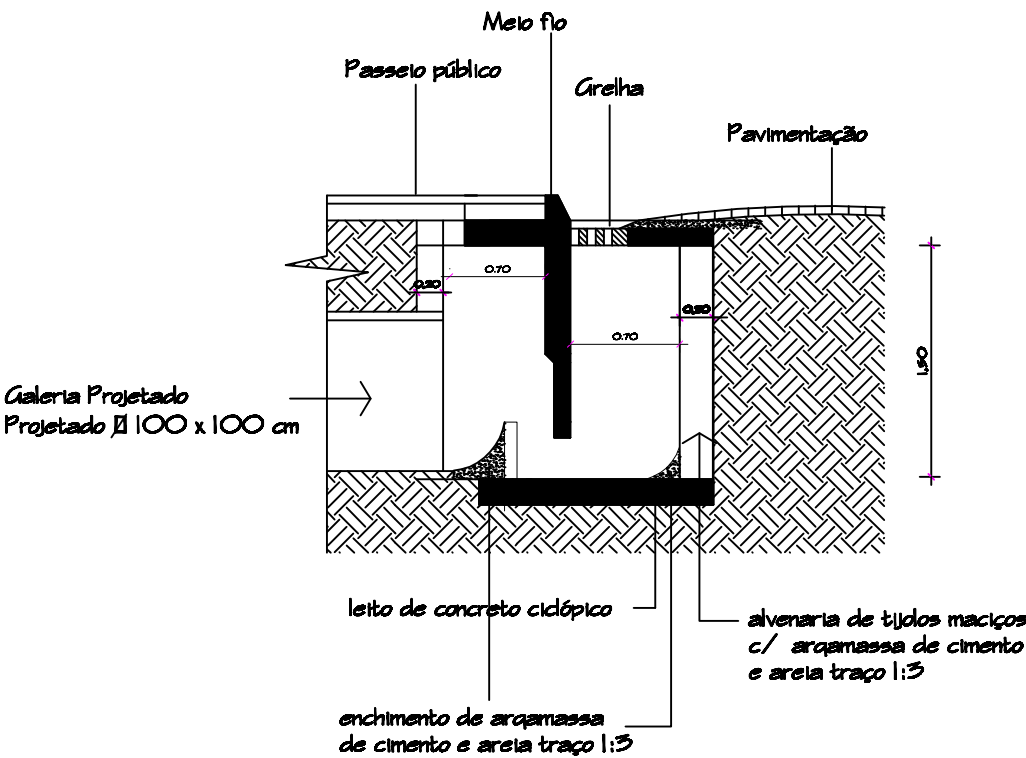 Meio fio
Passeio público
Grelha
Pavimentação
0.70
0.20
0.20
0.70
1.50
Galeria Projetado
Projetado 100 x 100 cm
leito de concreto ciclópico
alvenaria de tijolos maciços
c/ argamassa de cimento
e areia traço 1:3
enchimento de argamassa
de cimento e areia traço 1:3